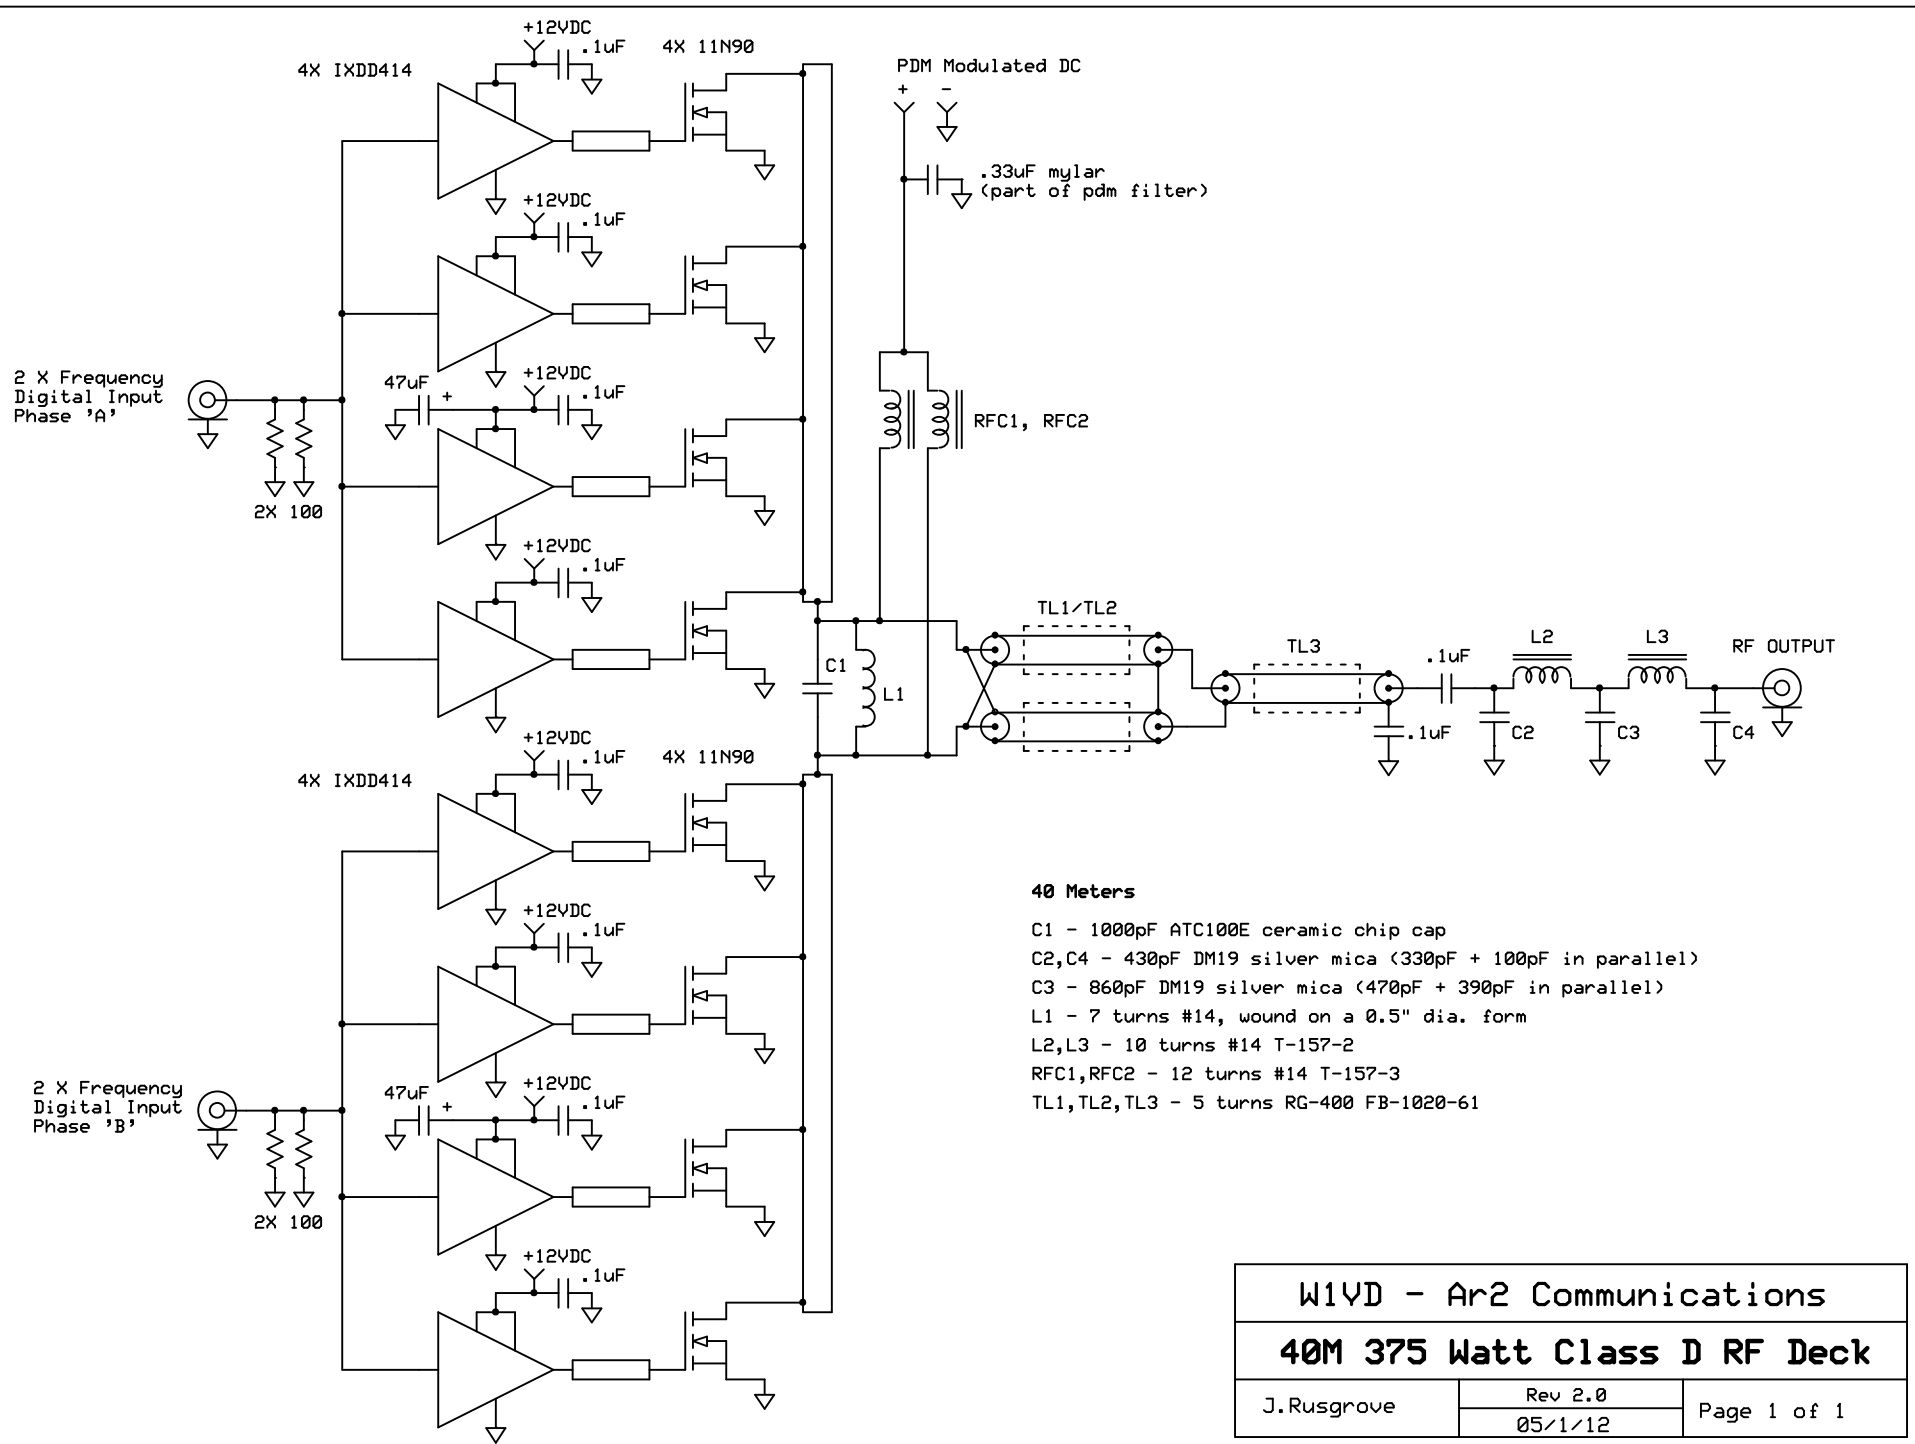 +12VDC
.1uF
4X 11N90
4X IXDD414
PDM Modulated DC
+ -
.33uF mylar
(part of pdm filter)
+12VDC
.1uF
2 X Frequency
Digital Input
Phase 'A'
47uF
+
+12VDC
.1uF
RFC1, RFC2
2X 100
+12VDC
.1uF
TL1/TL2
C1
L1
TL3
.1uF
.1uF
L2
L3
C2
C3
C4
RF OUTPUT
+12VDC
.1uF
4X 11N90
4X IXDD414
+12VDC
.1uF
2 X Frequency
Digital Input
Phase 'B'
47uF
+
+12VDC
.1uF
2X 100
+12VDC
.1uF
40 Meters
C1 - 1000pF ATC100E ceramic chip cap
C2,C4 - 430pF DM19 silver mica (330pF + 100pF in parallel)
C3 - 860pF DM19 silver mica (470pF + 390pF in parallel)
L1 - 7 turns #14, wound on a 0.5" dia. form
L2,L3 - 10 turns #14 T-157-2
RFC1,RFC2 - 12 turns #14 T-157-3
TL1,TL2,TL3 - 5 turns RG-400 FB-1020-61
W1VD - Ar2 Communications
40M 375 Watt Class D RF Deck
J.Rusgrove
Rev 2.0
05/1/12
Page 1 of 1